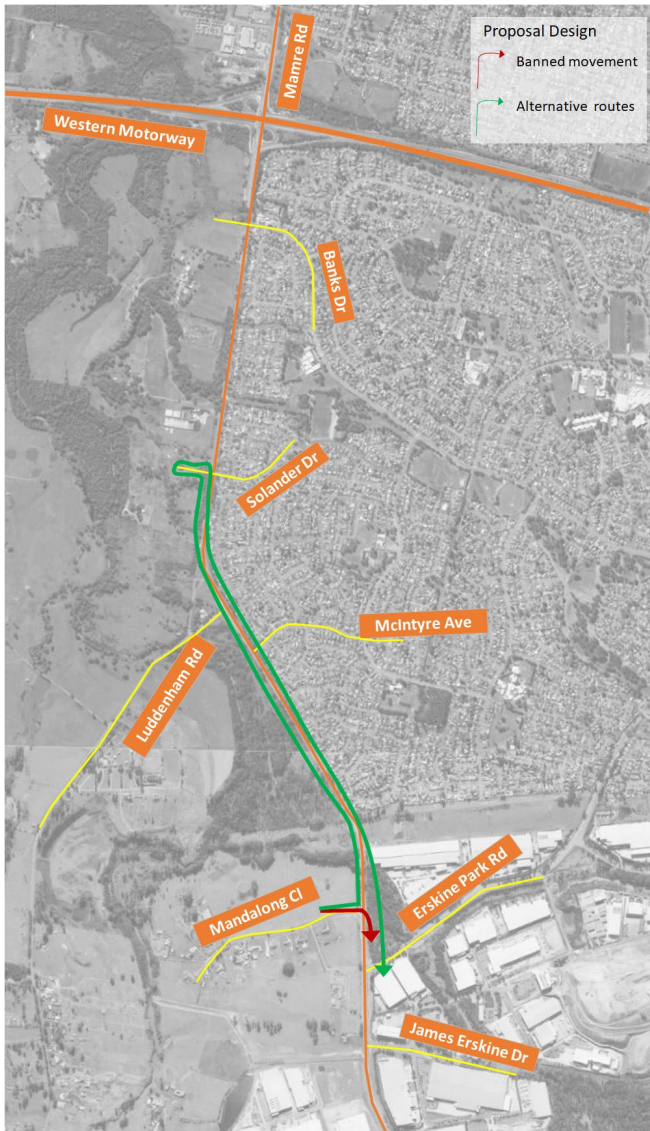 Proposal Design
Banned movement
Alternative routes
Mamre Rd
Western Motorway
Banks Dr
Solander Dr
McIntyre Ave
Luddenham Rd
Erskine Park Rd
Mandalong Cl
James Erskine Dr